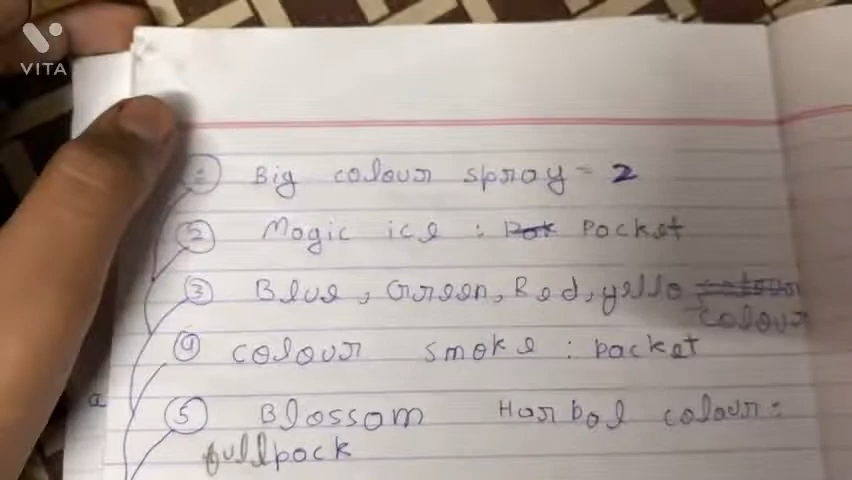 VITA
① Big colour spray = 2
② Magic ice : Packet
③ Blue, Green, Red, yello
colour
④ colour smoke : packet
a
⑤ Blossom Harbal colour :
fullpack